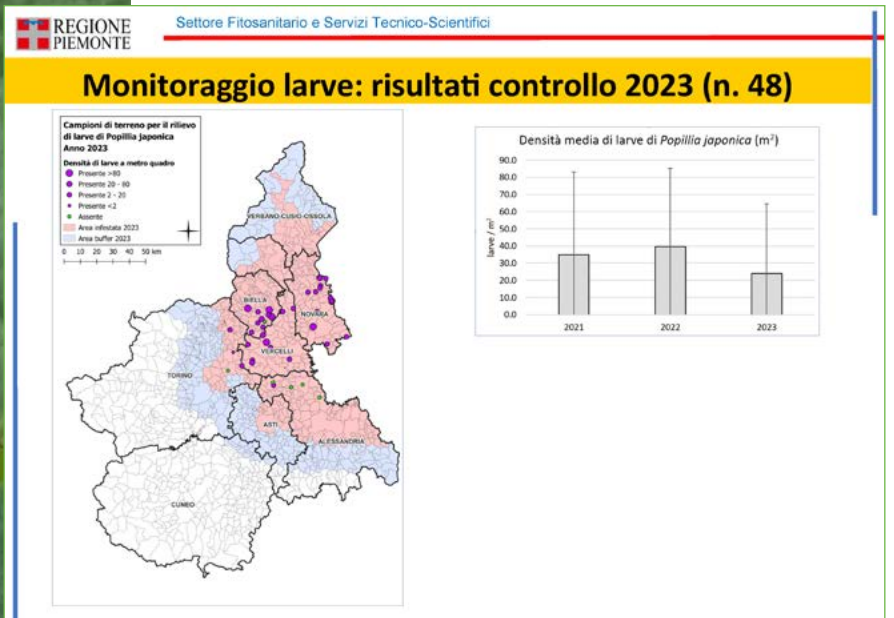 REGIONE
PIEMONTE
Settore Fitosanitario e Servizi Tecnico-Scientifici
Monitoraggio larve: risultati controllo 2023 (n. 48)
Campioni di terreno per il rilievo
di larve di Popillia japonica
Anno 2023
Densità di larve a metro quadro
Presente >80
Presente 20 - 80
Presente 2 - 20
Presente <2
Assente
Area infestata 2023
Area buffer 2023
0 10 20 30 40 50 km
VERBANO-CUSIO-OSSOLA
BIELLA
NOVARA
VERCELLI
TORINO
ASTI
ALESSANDRIA
CUNEO
Densità media di larve di Popillia japonica (m²)
larve / m²
90.0
80.0
70.0
60.0
50.0
40.0
30.0
20.0
10.0
0.0
2021 2022 2023